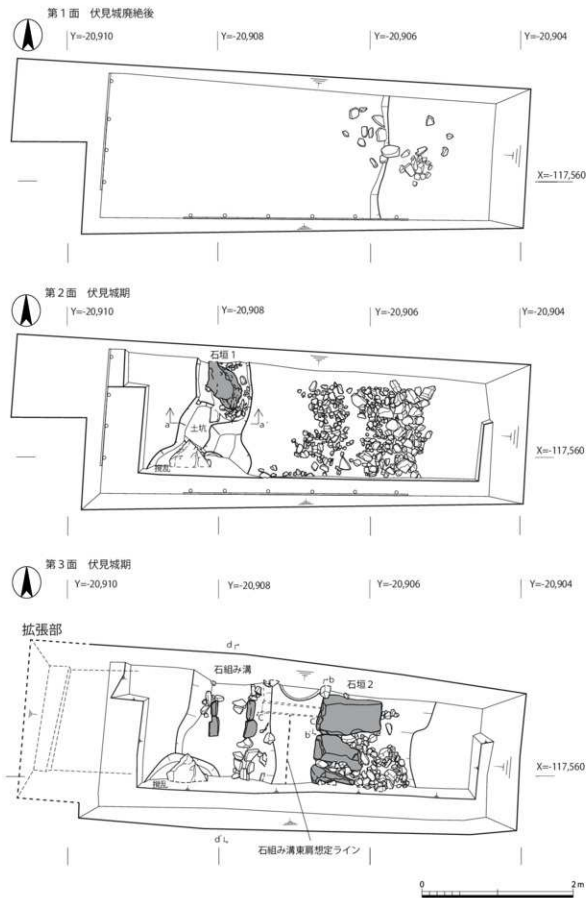 第1面 伏見城廃絶後
Y=-20,910 Y=-20,908 Y=-20,906 Y=-20,904
X=-117,560
第2面 伏見城期
Y=-20,910 Y=-20,908 Y=-20,906 Y=-20,904
石垣1
a a'
土坑
攪乱
X=-117,560
第3面 伏見城期
Y=-20,910 Y=-20,908 Y=-20,906 Y=-20,904
拡張部
d
石組み溝 石垣2
b
c' c
b'
攪乱
X=-117,560
d'
石組み溝東肩想定ライン
0 2m